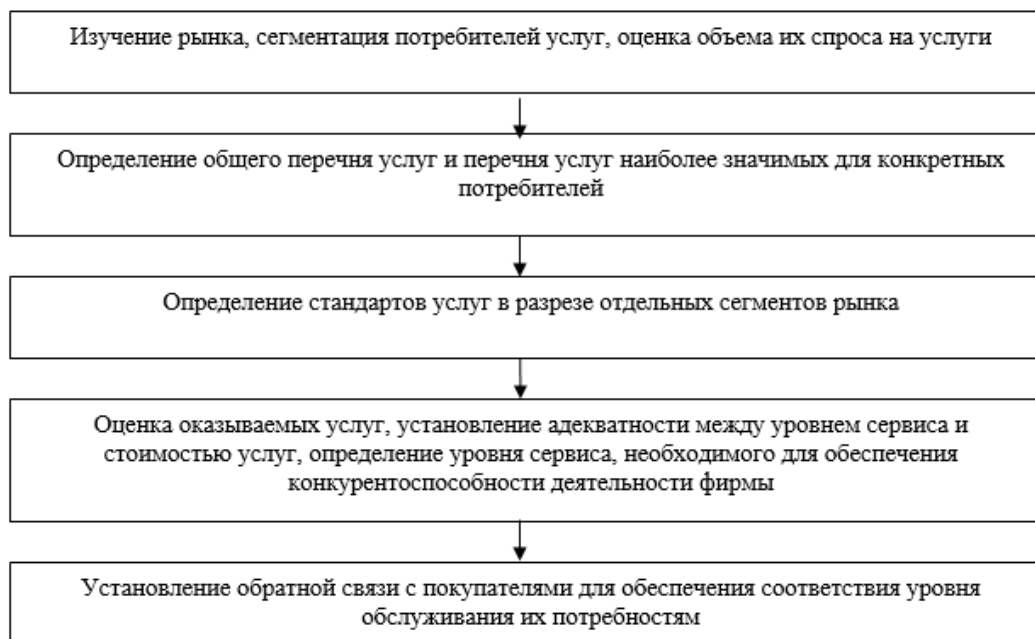 Изучение рынка, сегментация потребителей услуг, оценка объема их спроса на услуги
Определение общего перечня услуг и перечня услуг наиболее значимых для конкретных
потребителей
Определение стандартов услуг в разрезе отдельных сегментов рынка
Оценка оказываемых услуг, установление адекватности между уровнем сервиса и
стоимостью услуг, определение уровня сервиса, необходимого для обеспечения
конкурентоспособности деятельности фирмы
Установление обратной связи с покупателями для обеспечения соответствия уровня
обслуживания их потребностям